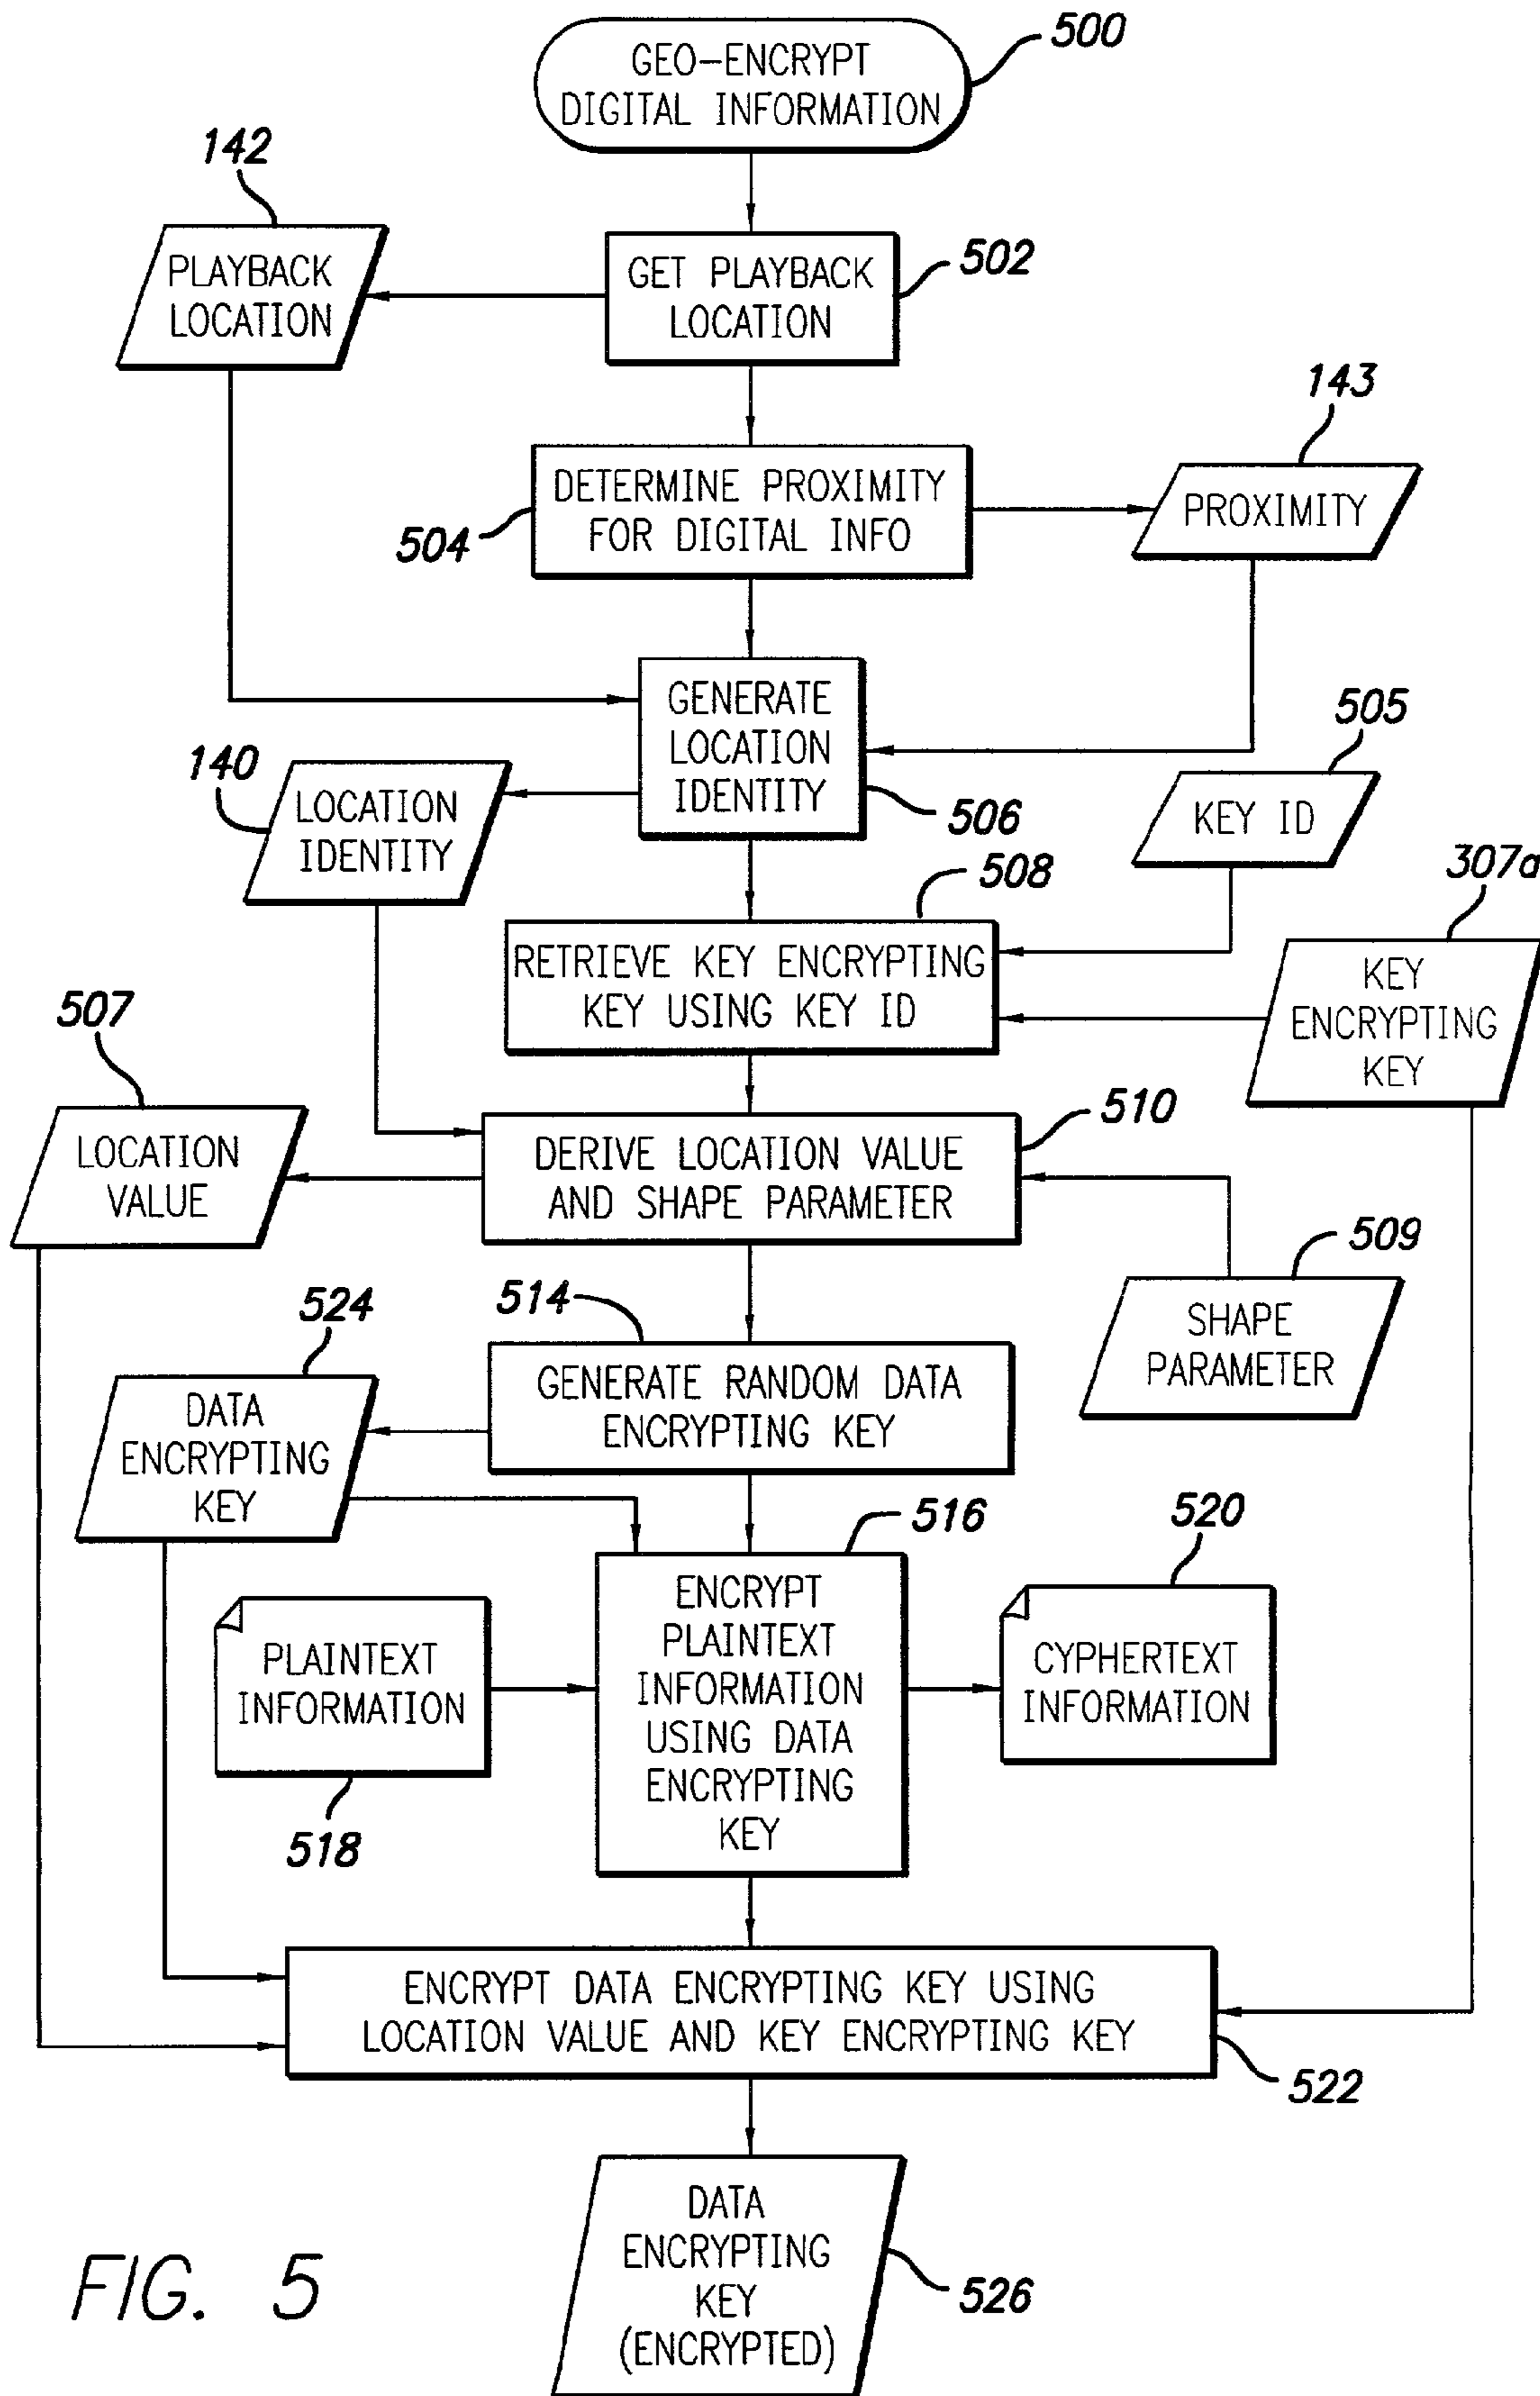 500
GEO-ENCRYPT
DIGITAL INFORMATION
142
PLAYBACK
LOCATION
GET PLAYBACK
LOCATION
502
143
DETERMINE PROXIMITY
FOR DIGITAL INFO
504
PROXIMITY
GENERATE
LOCATION
IDENTITY
506
505
140
LOCATION
IDENTITY
KEY ID
508
307a
RETRIEVE KEY ENCRYPTING
KEY USING KEY ID
KEY
ENCRYPTING
KEY
507
LOCATION
VALUE
510
DERIVE LOCATION VALUE
AND SHAPE PARAMETER
509
SHAPE
PARAMETER
524
514
DATA
ENCRYPTING
KEY
GENERATE RANDOM DATA
ENCRYPTING KEY
516
520
PLAINTEXT
INFORMATION
518
ENCRYPT
PLAINTEXT
INFORMATION
USING DATA
ENCRYPTING
KEY
CYPHERTEXT
INFORMATION
ENCRYPT DATA ENCRYPTING KEY USING
LOCATION VALUE AND KEY ENCRYPTING KEY
522
DATA
ENCRYPTING
KEY
(ENCRYPTED)
526
FIG. 5